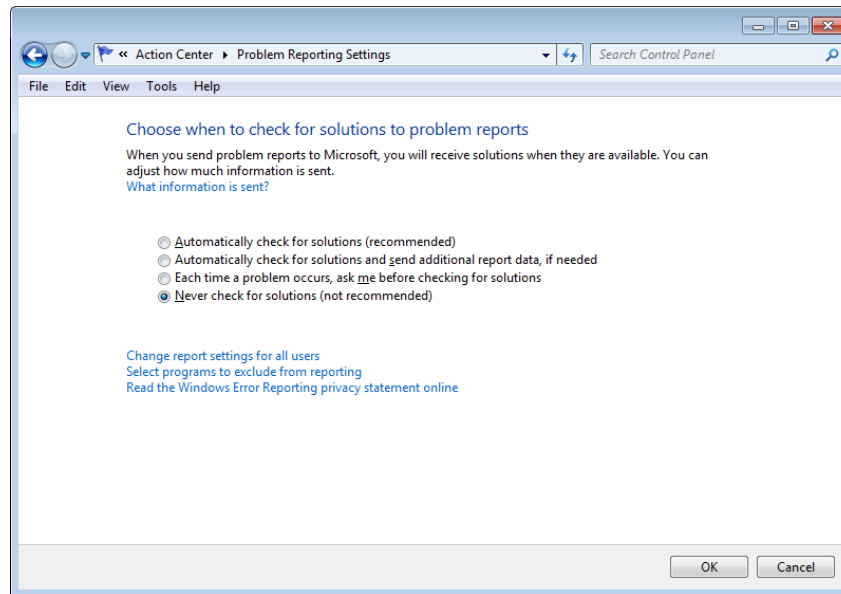 « Action Center ▸ Problem Reporting Settings
Search Control Panel
File Edit View Tools Help
Choose when to check for solutions to problem reports
When you send problem reports to Microsoft, you will receive solutions when they are available. You can
adjust how much information is sent.
What information is sent?
Automatically check for solutions (recommended)
Automatically check for solutions and send additional report data, if needed
Each time a problem occurs, ask me before checking for solutions
Never check for solutions (not recommended)
Change report settings for all users
Select programs to exclude from reporting
Read the Windows Error Reporting privacy statement online
OK Cancel